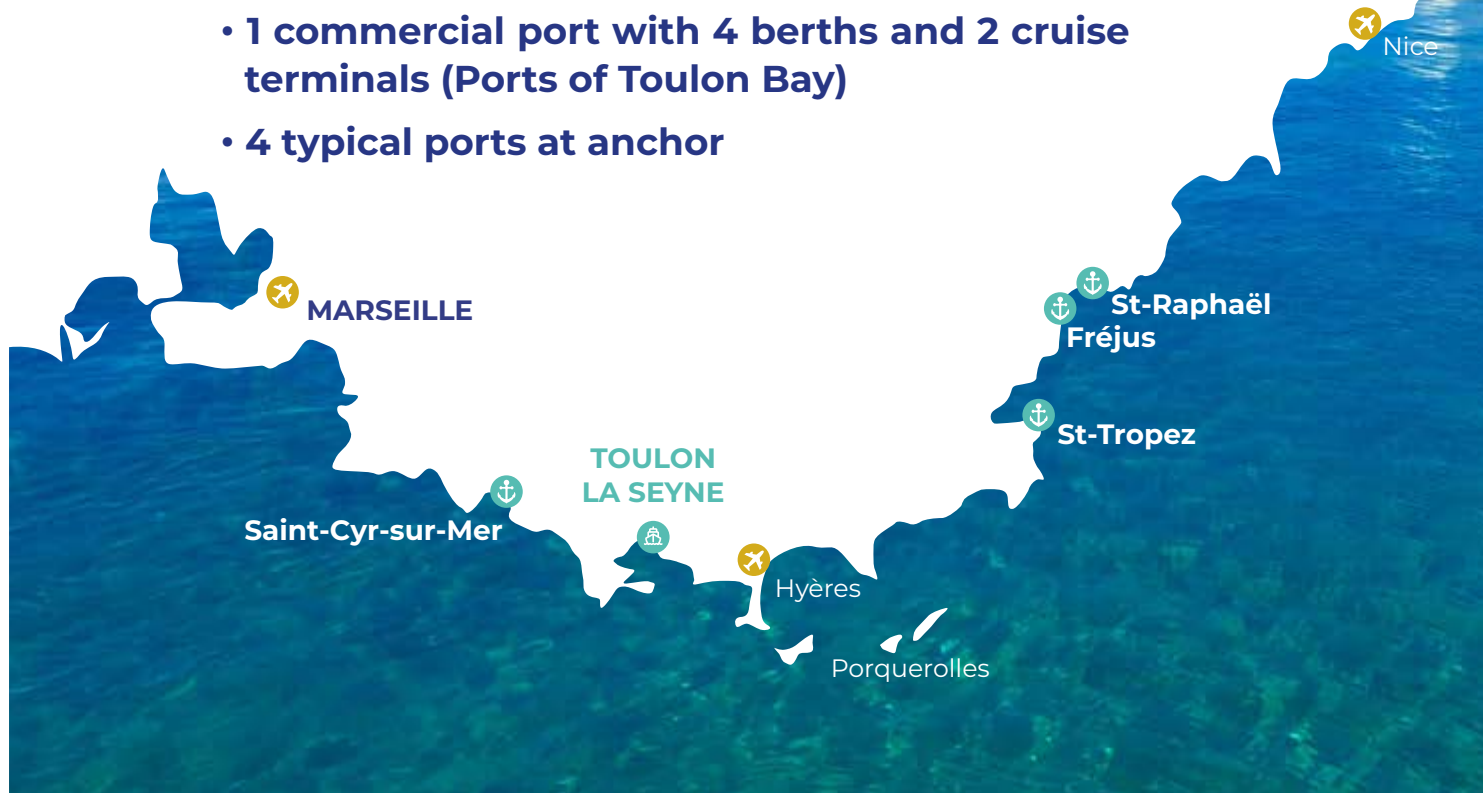 • 1 commercial port with 4 berths and 2 cruise
terminals (Ports of Toulon Bay)
• 4 typical ports at anchor
Nice
MARSEILLE
St-Raphaël
Fréjus
St-Tropez
TOULON
LA SEYNE
Saint-Cyr-sur-Mer
Hyères
Porquerolles